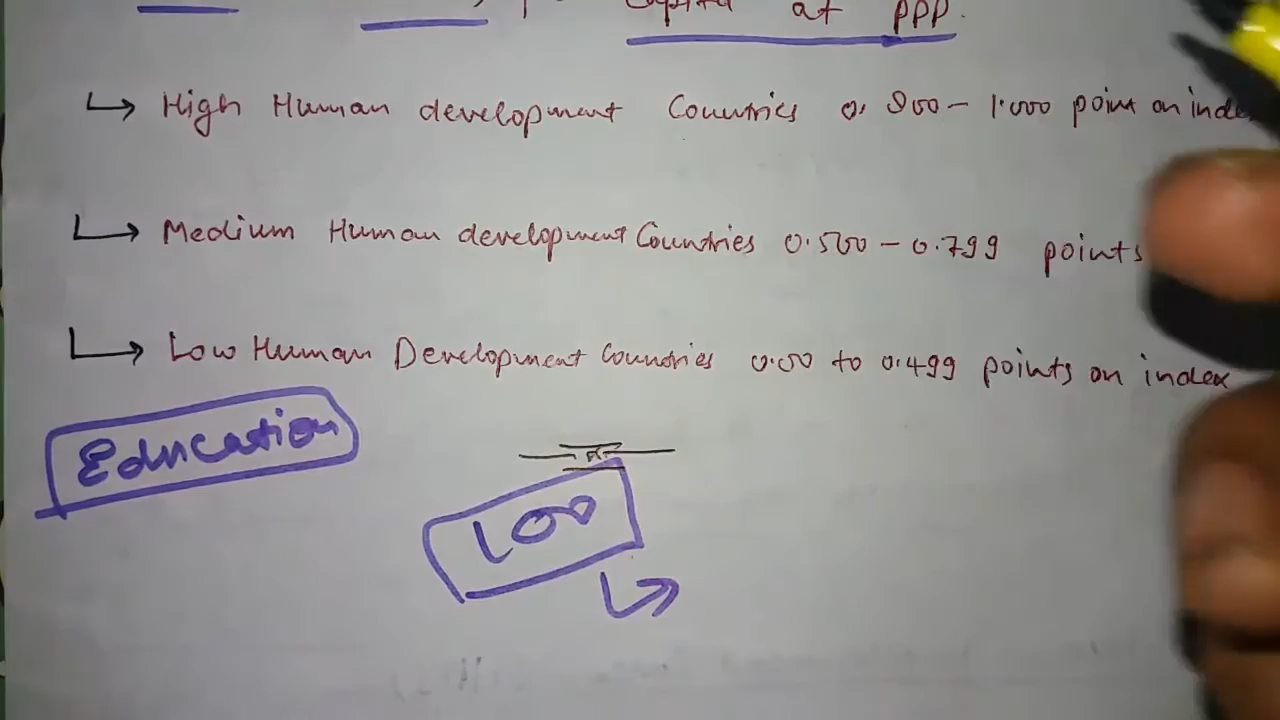 capita at PPP.
↳ High Human development Countries 0.800 - 1.000 point on index
↳ Medium Human development Countries 0.500 - 0.799 points
↳ Low Human Development Countries 0.00 to 0.499 points on index
Education
100